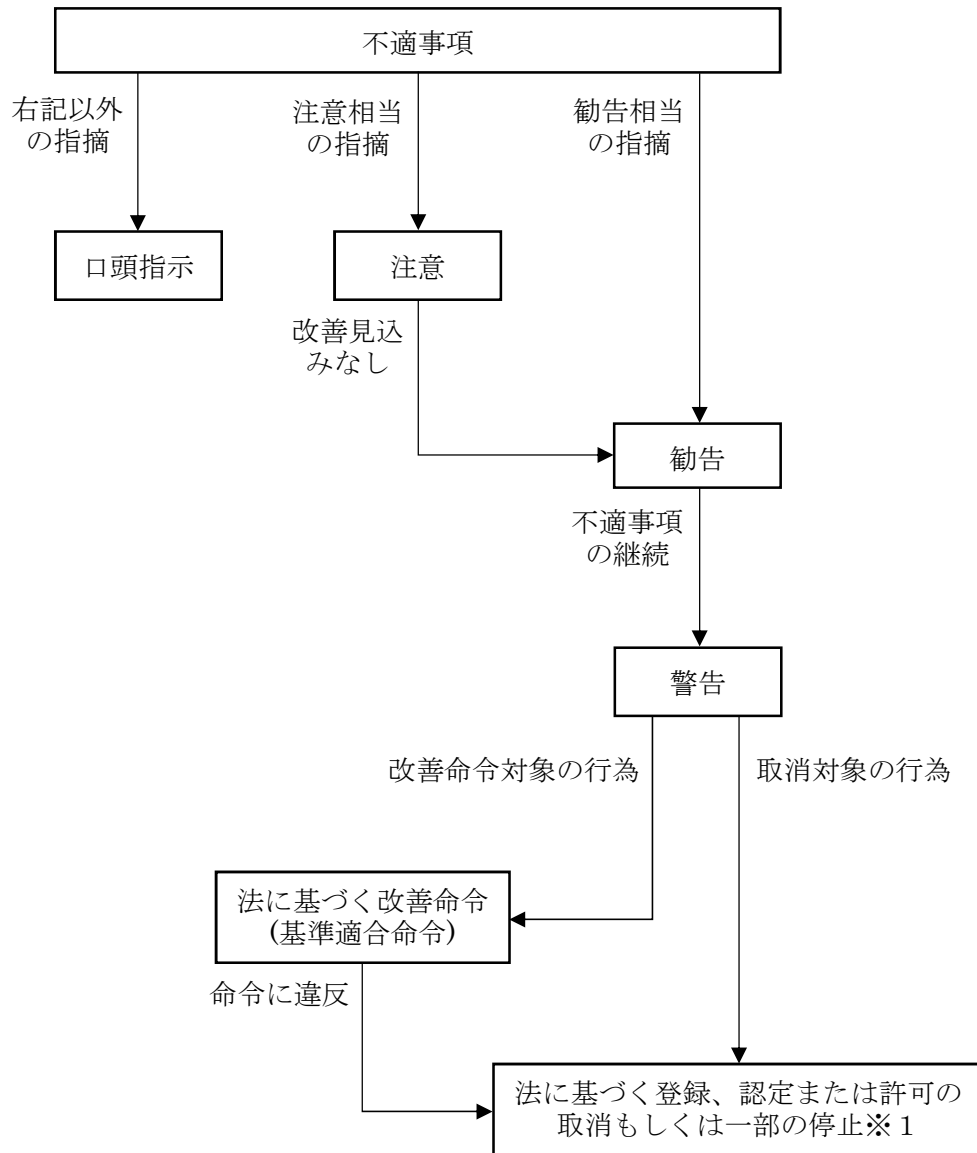 不適事項
右記以外
の指摘
注意相当
の指摘
勧告相当
の指摘
口頭指示
注意
改善見込
みなし
勧告
不適事項
の継続
警告
改善命令対象の行為
取消対象の行為
法に基づく改善命令
(基準適合命令)
命令に違反
法に基づく登録、認定または許可の
取消もしくは一部の停止※１